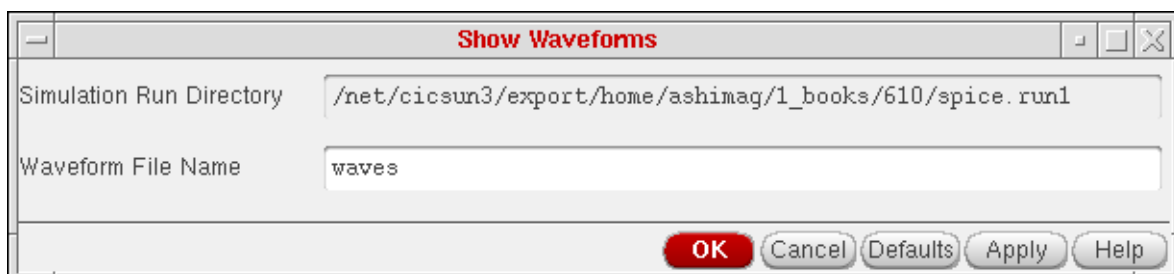 Show Waveforms
Simulation Run Directory /net/cicsun3/export/home/ashimag/1_books/610/spice.run1
Waveform File Name waves
OK Cancel Defaults Apply Help